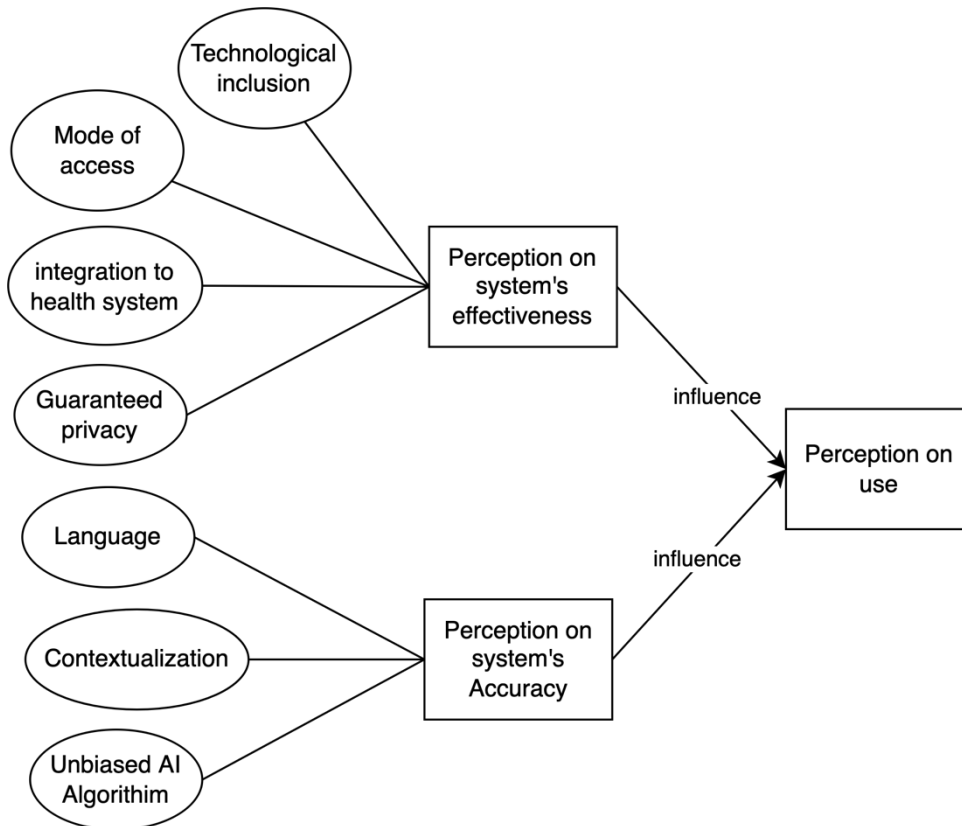 Technological
inclusion
Mode of
access
integration to
health system
Guaranteed
privacy
Perception on
system's
effectiveness
influence
Perception on
use
Language
Contextualization
Unbiased AI
Algorithim
Perception on
system's
Accuracy
influence